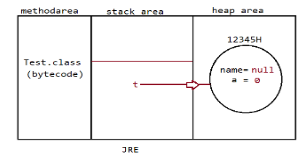 methodarea stack area heap area
12345H
Test.class
(bytecode)
name= null
a = 0
t
JRE